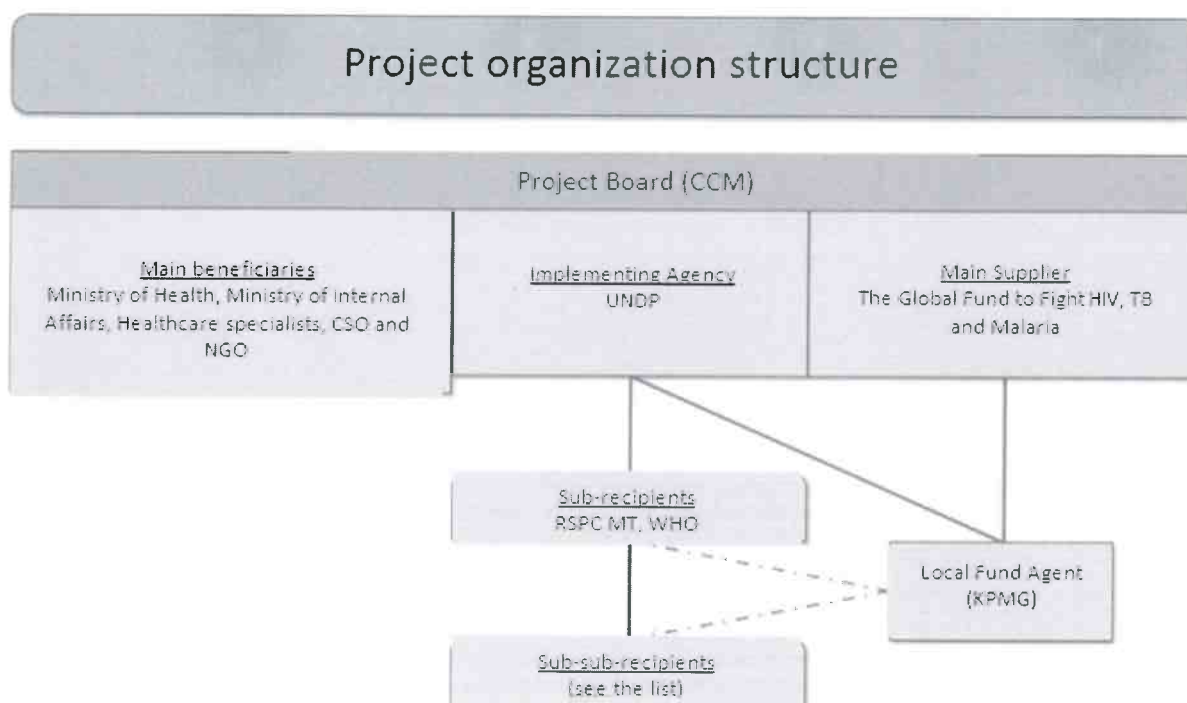 Project organization structure
Project Board (CCM)
Main beneficiaries
Ministry of Health, Ministry of Internal
Affairs, Healthcare specialists, CSO and
NGO
Implementing Agency
UNDP
Main Supplier
The Global Fund to Fight HIV, TB
and Malaria
Sub-recipients
RSPC MT, WHO
Local Fund Agent
(KPMG)
Sub-sub-recipients
(see the list)